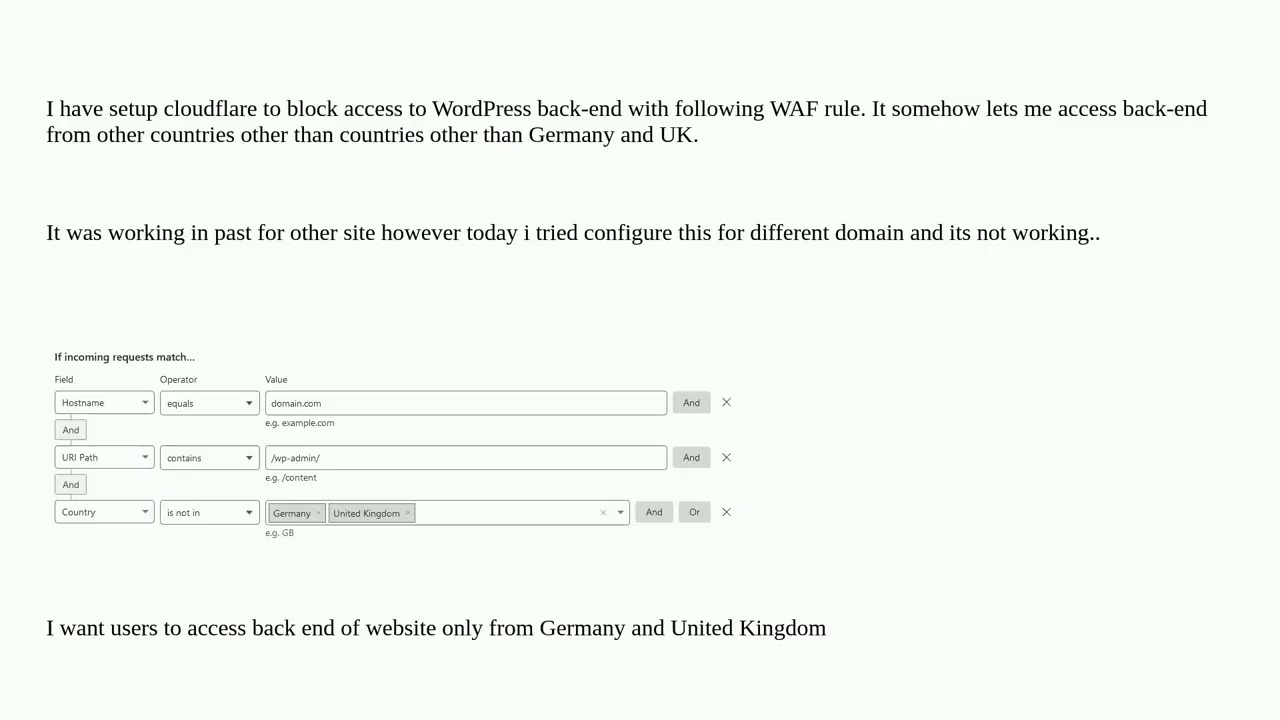 I have setup cloudflare to block access to WordPress back-end with following WAF rule. It somehow lets me access back-end
from other countries other than countries other than Germany and UK.
It was working in past for other site however today i tried configure this for different domain and its not working..
If incoming requests match...
Field Operator Value
Hostname equals domain.com And
e.g. example.com
And
URI Path contains /wp-admin/ And
e.g. /content
And
Country is not in Germany United Kingdom And Or
e.g. GB
I want users to access back end of website only from Germany and United Kingdom